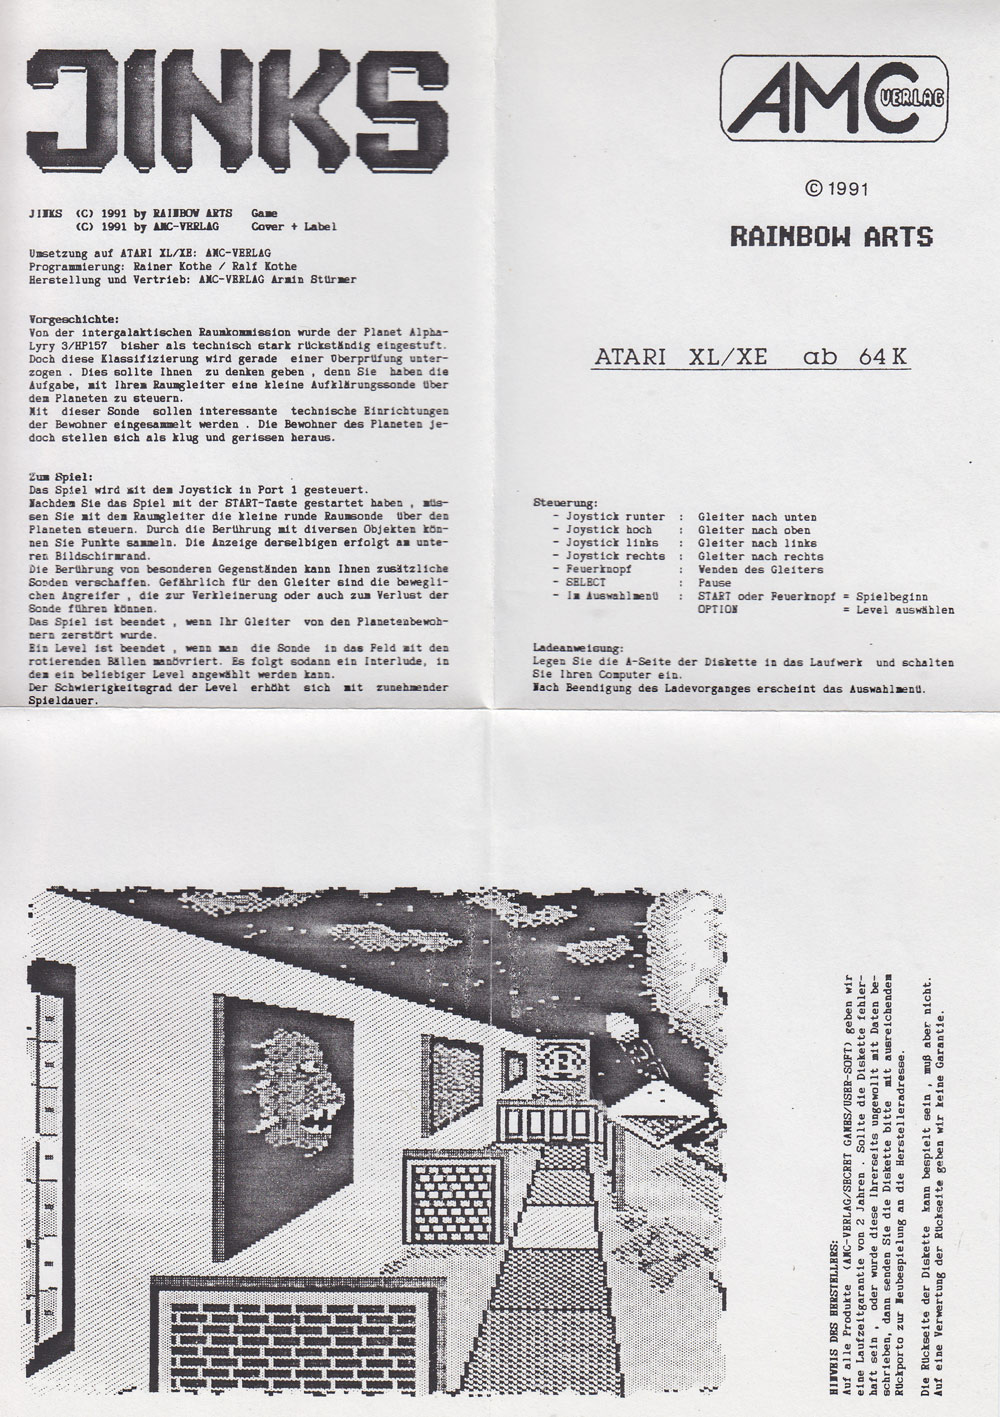 JINKS
JINKS (C) 1991 by RAINBOW ARTS Game
(C) 1991 by AMC-VERLAG Cover + Label
Umsetzung auf ATARI XL/XE: AMC-VERLAG
Programmierung: Rainer Kothe / Ralf Kothe
Herstellung und Vertrieb: AMC-VERLAG Armin Stürmer
Vorgeschichte:
Von der intergalaktischen Raumkommission wurde der Planet Alpha-
Lyry 3/HP157 bisher als technisch stark rückständig eingestuft.
Doch diese Klassifizierung wird gerade einer Überprüfung unter-
zogen . Dies sollte Ihnen zu denken geben , denn Sie haben die
Aufgabe, mit Ihrem Raumgleiter eine kleine Aufklärungssonde über
dem Planeten zu steuern.
Mit dieser Sonde sollen interessante technische Einrichtungen
der Bewohner eingesammelt werden . Die Bewohner des Planeten je-
doch stellen sich als klug und gerissen heraus.
Zum Spiel:
Das Spiel wird mit dem Joystick in Port 1 gesteuert.
Nachdem Sie das Spiel mit der START-Taste gestartet haben , müs-
sen Sie mit dem Raumgleiter die kleine runde Raumsonde über den
Planeten steuern. Durch die Berührung mit diversen Objekten kön-
nen Sie Punkte sammeln. Die Anzeige derselbigen erfolgt am unte-
ren Bildschirmrand.
Die Berührung von besonderen Gegenständen kann Ihnen zusätzliche
Sonden verschaffen. Gefährlich für den Gleiter sind die bewegli-
chen Angreifer , die zur Verkleinerung oder auch zum Verlust der
Sonde führen können.
Das Spiel ist beendet , wenn Ihr Gleiter von den Planetenbewoh-
nern zerstört wurde.
Ein Level ist beendet , wenn man die Sonde in das Feld mit den
rotierenden Bällen manövriert. Es folgt sodann ein Interlude, in
dem ein beliebiger Level angewählt werden kann.
Der Schwierigkeitsgrad der Level erhöht sich mit zunehmender
Spieldauer.
AMC VERLAG
© 1991
RAINBOW ARTS
ATARI XL/XE ab 64K
Steuerung:
- Joystick runter : Gleiter nach unten
- Joystick hoch : Gleiter nach oben
- Joystick links : Gleiter nach links
- Joystick rechts : Gleiter nach rechts
- Feuerknopf : Wenden des Gleiters
- SELECT : Pause
- Im Auswahlmenü : START oder Feuerknopf = Spielbeginn
OPTION = Level auswählen
Ladeanweisung:
Legen Sie die A-Seite der Diskette in das Laufwerk und schalten
Sie Ihren Computer ein.
Nach Beendigung des Ladevorganges erscheint das Auswahlmenü.
HINWEIS DES HERSTELLERS:
Auf alle Produkte (AMC-VERLAG/SECRET GAMES/USER-SOFT) geben wir
eine Laufzeitgarantie von 2 Jahren . Sollte die Diskette fehler-
haft sein , oder wurde diese Ihrerseits ungewollt mit Daten be-
schrieben, dann senden Sie die Diskette bitte mit ausreichendem
Rückporto zur Neubespielung an die Herstelleradresse.
Die Rückseite der Diskette kann bespielt sein , muß aber nicht.
Auf eine Verwertung der Rückseite geben wir keine Garantie.